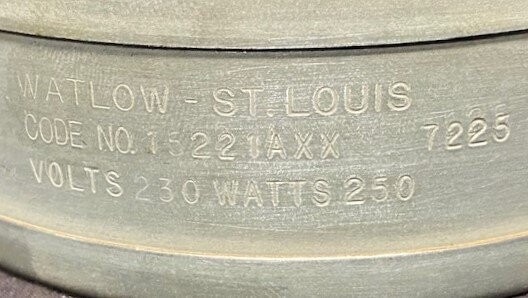 WATLOW - ST. LOUIS
CODE NO. 15221AXX 7225
VOLTS 230 WATTS 250